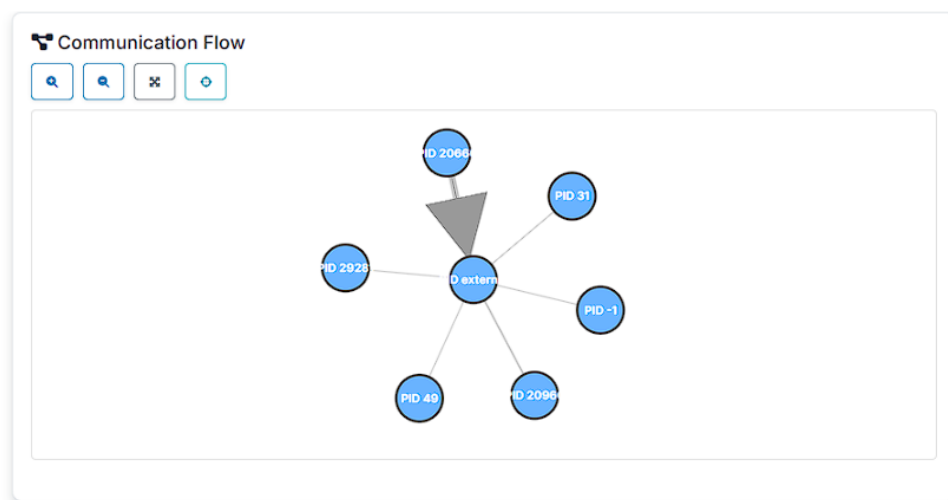 Communication Flow
PID 2066
PID 31
PID 2928
D extern
PID -1
PID 49
PID 2096